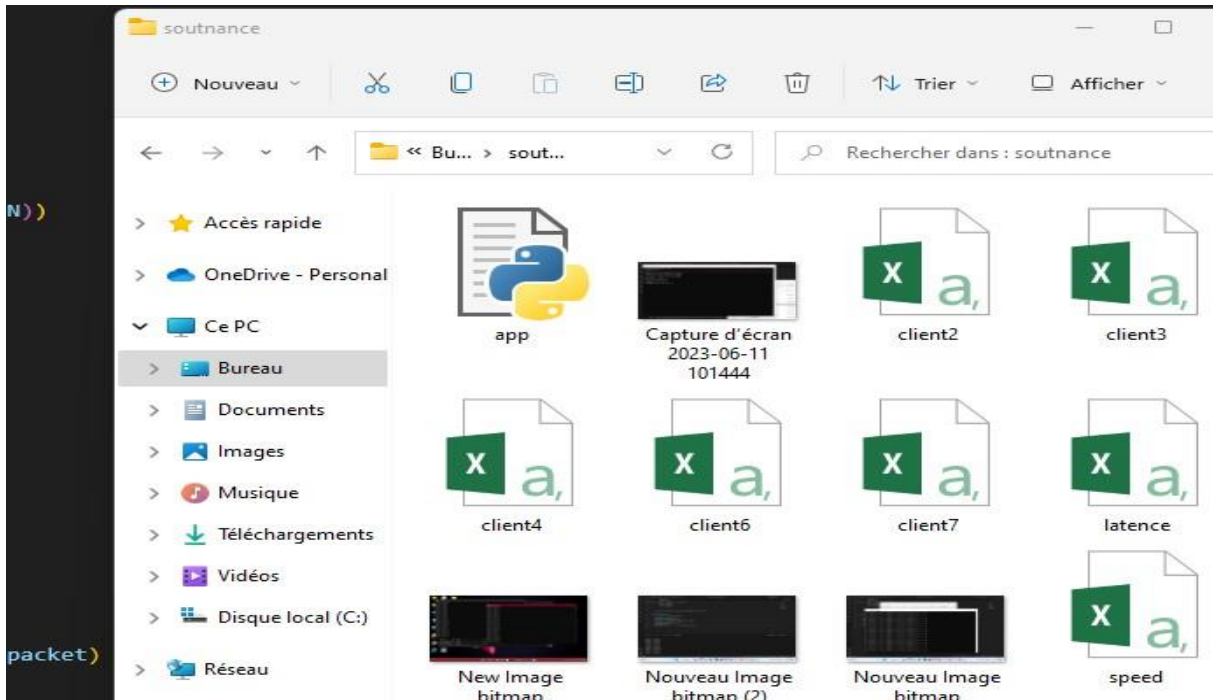 soutnance
Nouveau
Trier
Afficher
« Bu... > sout...
Rechercher dans : soutnance
N))
Accès rapide
OneDrive - Personal
Ce PC
Bureau
Documents
Images
Musique
Téléchargements
Vidéos
Disque local (C:)
Réseau
packet)
app
Capture d'écran
2023-06-11
101444
client2
client3
client4
client6
client7
latence
New Image
bitmap
Nouveau Image
bitmap (2)
Nouveau Image
bitmap
speed